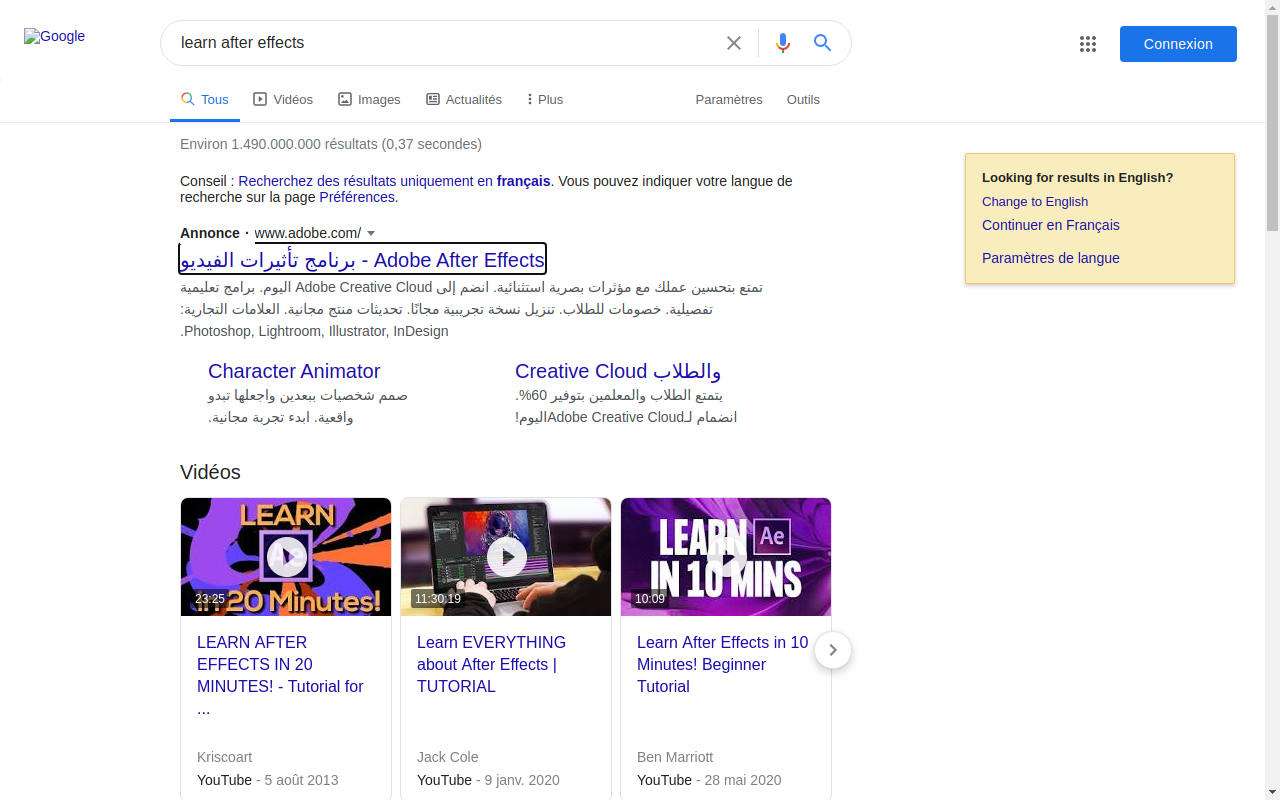 Google
learn after effects
Connexion
Tous
Vidéos
Images
Actualités
Plus
Paramètres
Outils
Environ 1.490.000.000 résultats (0,37 secondes)
Conseil : Recherchez des résultats uniquement en français. Vous pouvez indiquer votre langue de
recherche sur la page Préférences.
Looking for results in English?
Change to English
Continuer en Français
Paramètres de langue
Annonce · www.adobe.com/
Adobe After Effects - برنامج تأثيرات الفيديو
تمتع بتحسين عملك مع مؤثرات بصرية استثنائية. انضم إلى Adobe Creative Cloud اليوم. برامج تعليمية
تفصيلية. خصومات للطلاب. تنزيل نسخة تجريبية مجانًا. تحديثات منتج مجانية. العلامات التجارية:
Photoshop, Lightroom, Illustrator, InDesign.
Character Animator
صمم شخصيات ببعدين واجعلها تبدو
واقعية. ابدء تجربة مجانية.
Creative Cloud والطلاب
يتمتع الطلاب والمعلمين بتوفير 60%.
انضمام لـAdobe Creative Cloudاليوم!
Vidéos
LEARN
Ae
in 20 Minutes!
23:25
LEARN AFTER
EFFECTS IN 20
MINUTES! - Tutorial for
...
Kriscoart
YouTube - 5 août 2013
11:30:19
Learn EVERYTHING
about After Effects |
TUTORIAL
Jack Cole
YouTube - 9 janv. 2020
LEARN Ae
IN 10 MINS
10:09
Learn After Effects in 10
Minutes! Beginner
Tutorial
Ben Marriott
YouTube - 28 mai 2020